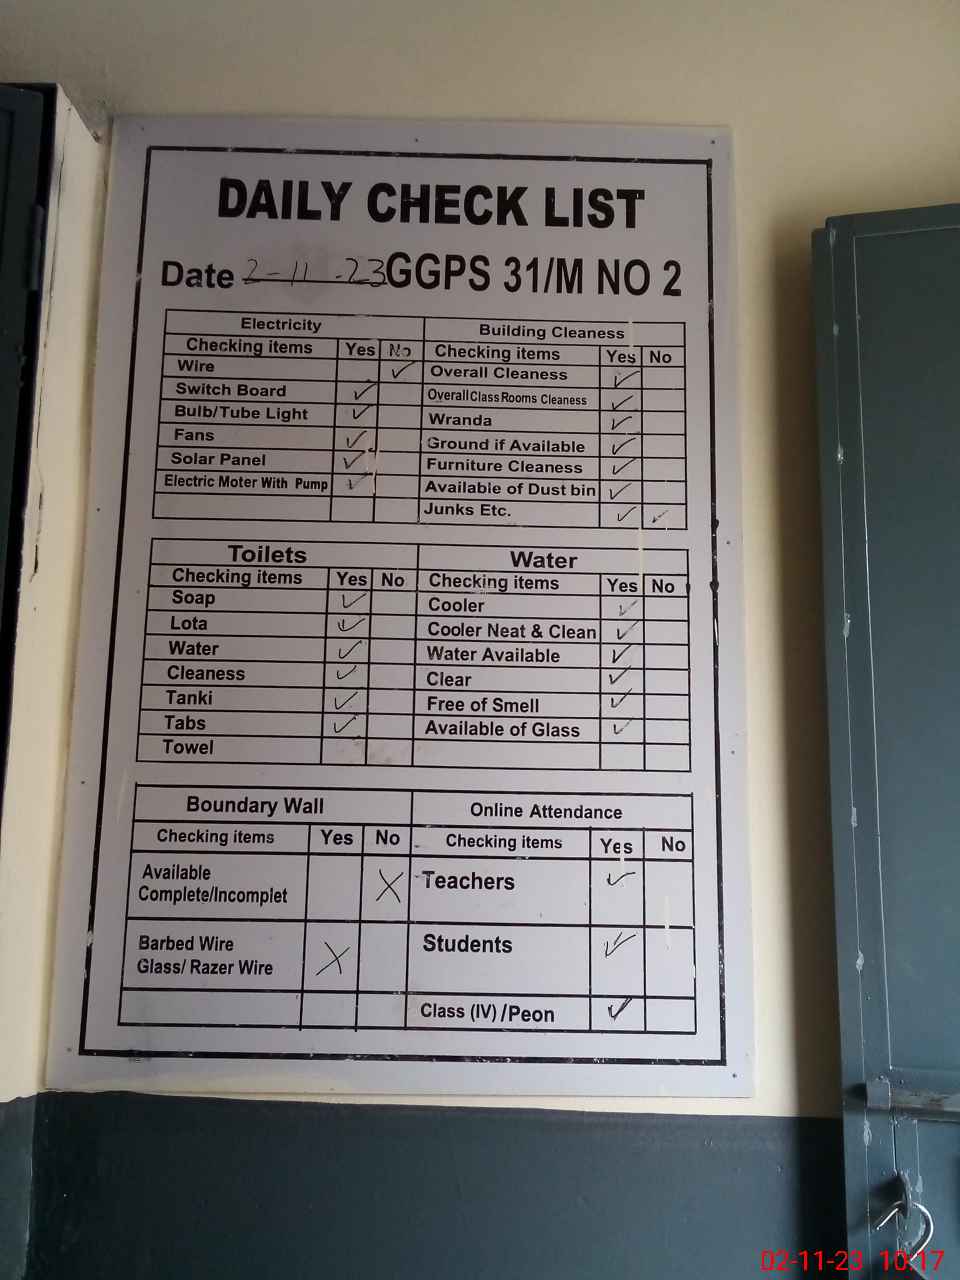 DAILY CHECK LIST
Date 2-11-23 GGPS 31/M NO 2
Electricity
Checking items Yes No
Wire ✓
Switch Board ✓
Bulb/Tube Light ✓
Fans ✓
Solar Panel ✓
Electric Moter With Pump ✓
Building Cleaness
Checking items Yes No
Overall Cleaness ✓
Overall Class Rooms Cleaness ✓
Wranda ✓
Ground if Available ✓
Furniture Cleaness ✓
Available of Dust bin ✓
Junks Etc. ✓ ✓
Toilets
Checking items Yes No
Soap ✓
Lota ✓
Water ✓
Cleaness ✓
Tanki ✓
Tabs ✓
Towel
Water
Checking items Yes No
Cooler ✓
Cooler Neat & Clean ✓
Water Available ✓
Clear ✓
Free of Smell ✓
Available of Glass ✓
Boundary Wall
Checking items Yes No
Available
Complete/Incomplet X
Barbed Wire
Glass/ Razer Wire X
Online Attendance
Checking items Yes No
Teachers ✓
Students ✓
Class (IV) /Peon ✓
02-11-23 10:17